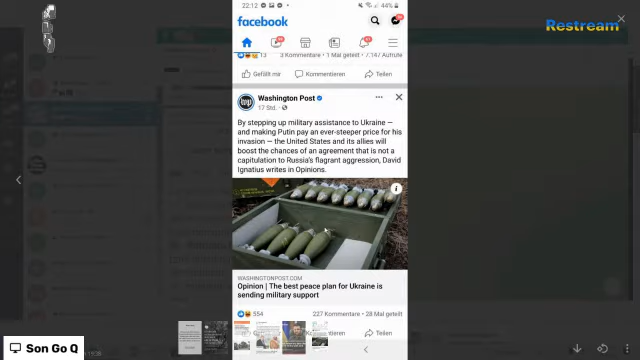 22:12
44%
facebook
Restream
13
3 Kommentare • 1 Mal geteilt • 7.147 Aufrufe
Gefällt mir
Kommentieren
Teilen
Washington Post
17 Std.
By stepping up military assistance to Ukraine —
and making Putin pay an ever-steeper price for his
invasion — the United States and its allies will
boost the chances of an agreement that is not a
capitulation to Russia's flagrant aggression, David
Ignatius writes in Opinions.
WASHINGTONPOST.COM
Opinion | The best peace plan for Ukraine is
sending military support
554
227 Kommentare • 28 Mal geteilt
Teilen
Son Go Q